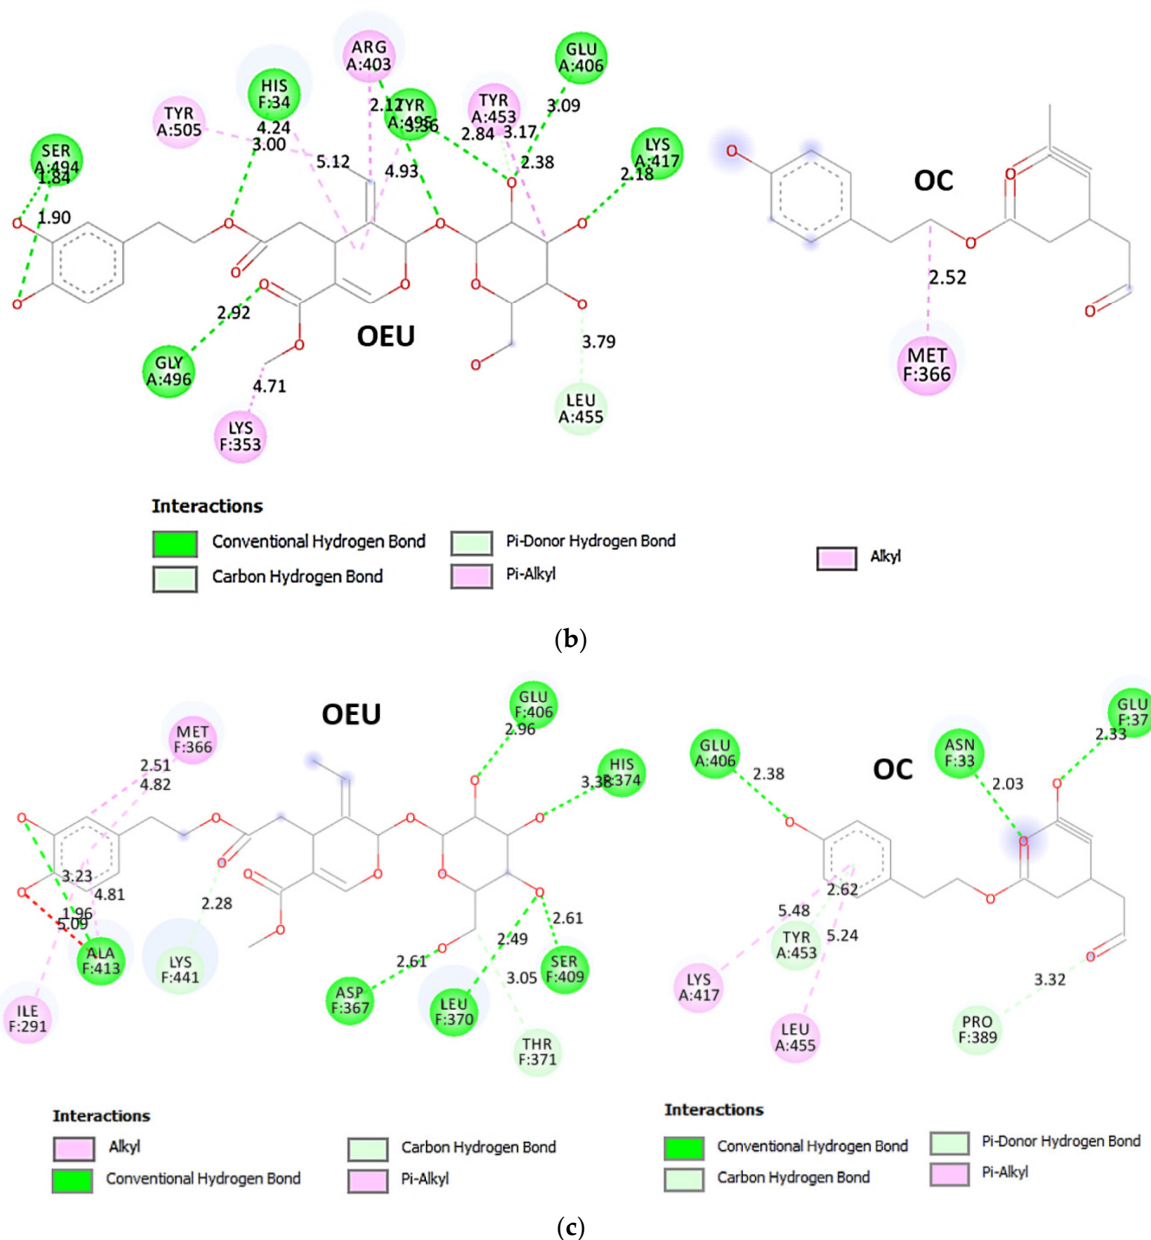 ARG
A:403
GLU
A:406
HIS
F:34
TYR
A:505
TYR
A:495
TYR
A:453
LYS
A:417
SER
A:494
2.12
3.36
3.09
4.24
3.00
2.84
3.17
2.38
2.18
1.84
1.90
5.12
4.93
O
O
O
O
O
O
O
O
O
O
O
O
O
2.92
OEU
GLY
A:496
4.71
LYS
F:353
3.79
LEU
A:455
OC
O
O
O
O
2.52
MET
F:366
Interactions
Conventional Hydrogen Bond
Carbon Hydrogen Bond
Pi-Donor Hydrogen Bond
Pi-Alkyl
Alkyl
(b)
OEU
MET
F:366
2.51
4.82
GLU
F:406
2.96
HIS
F:374
3.38
O
O
O
O
O
O
O
O
O
O
O
O
O
3.23
4.81
1.96
5.09
ALA
F:413
2.28
LYS
F:441
ILE
F:291
2.61
ASP
F:367
2.49
LEU
F:370
2.61
SER
F:409
3.05
THR
F:371
OC
GLU
A:406
2.38
ASN
F:33
2.03
GLU
F:37
2.33
O
O
O
O
O
2.62
5.48
TYR
A:453
5.24
LYS
A:417
LEU
A:455
3.32
PRO
F:389
Interactions
Alkyl
Conventional Hydrogen Bond
Carbon Hydrogen Bond
Pi-Alkyl
Interactions
Conventional Hydrogen Bond
Carbon Hydrogen Bond
Pi-Donor Hydrogen Bond
Pi-Alkyl
(c)